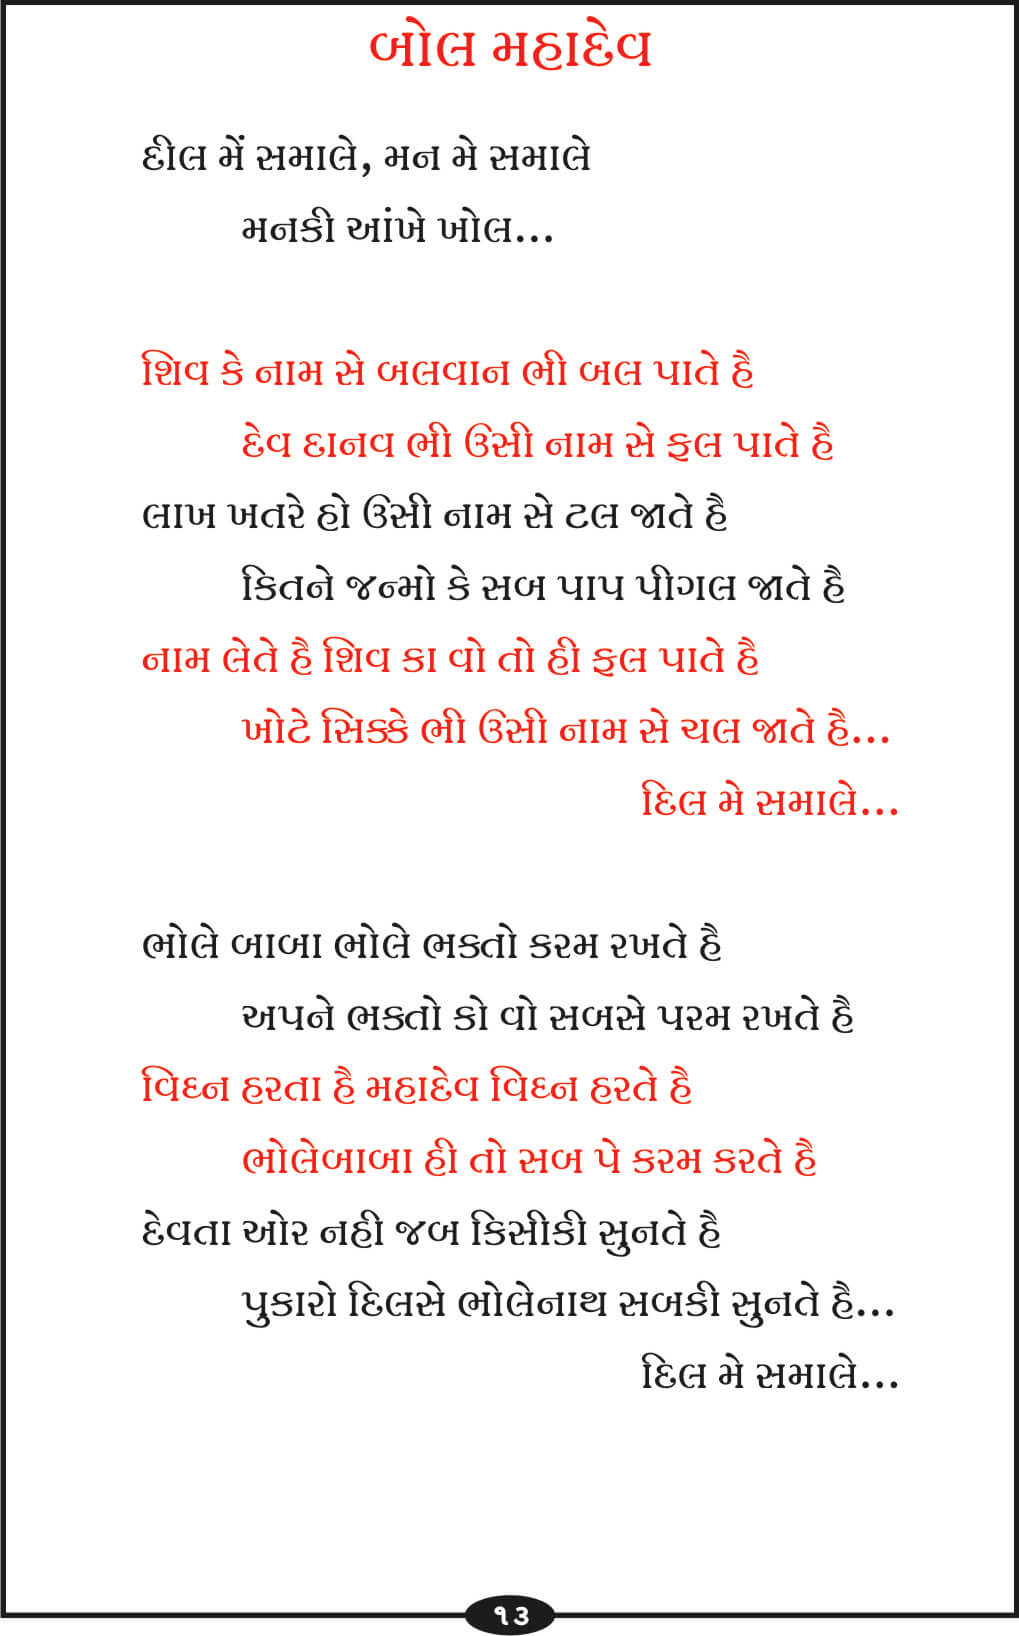 બોલ મહાદેવ
દીલ મેં સમાલે, મન મે સમાલે
મનકી આંખે ખોલ...
શિવ કે નામ સે બલવાન ભી બલ પાતે હૈ
દેવ દાનવ ભી ઉસી નામ સે ફલ પાતે હૈ
લાખ ખતરે હો ઉસી નામ સે ટલ જાતે હૈ
કિતને જન્મો કે સબ પાપ પીગલ જાતે હૈ
નામ લેતે હૈ શિવ કા વો તો હી ફલ પાતે હૈ
ખોટે સિક્કે ભી ઉસી નામ સે ચલ જાતે હૈ...
દિલ મે સમાલે...
ભોલે બાબા ભોલે ભક્તો કરમ રખતે હૈ
અપને ભક્તો કો વો સબસે પરમ રખતે હૈ
વિઘ્ન હરતા હૈ મહાદેવ વિઘ્ન હરતે હૈ
ભોલેબાબા હી તો સબ પે કરમ કરતે હૈ
દેવતા ઓર નહી જબ કિસીકી સુનતે હૈ
પુકારો દિલસે ભોલેનાથ સબકી સુનતે હૈ...
દિલ મે સમાલે...
૧૩